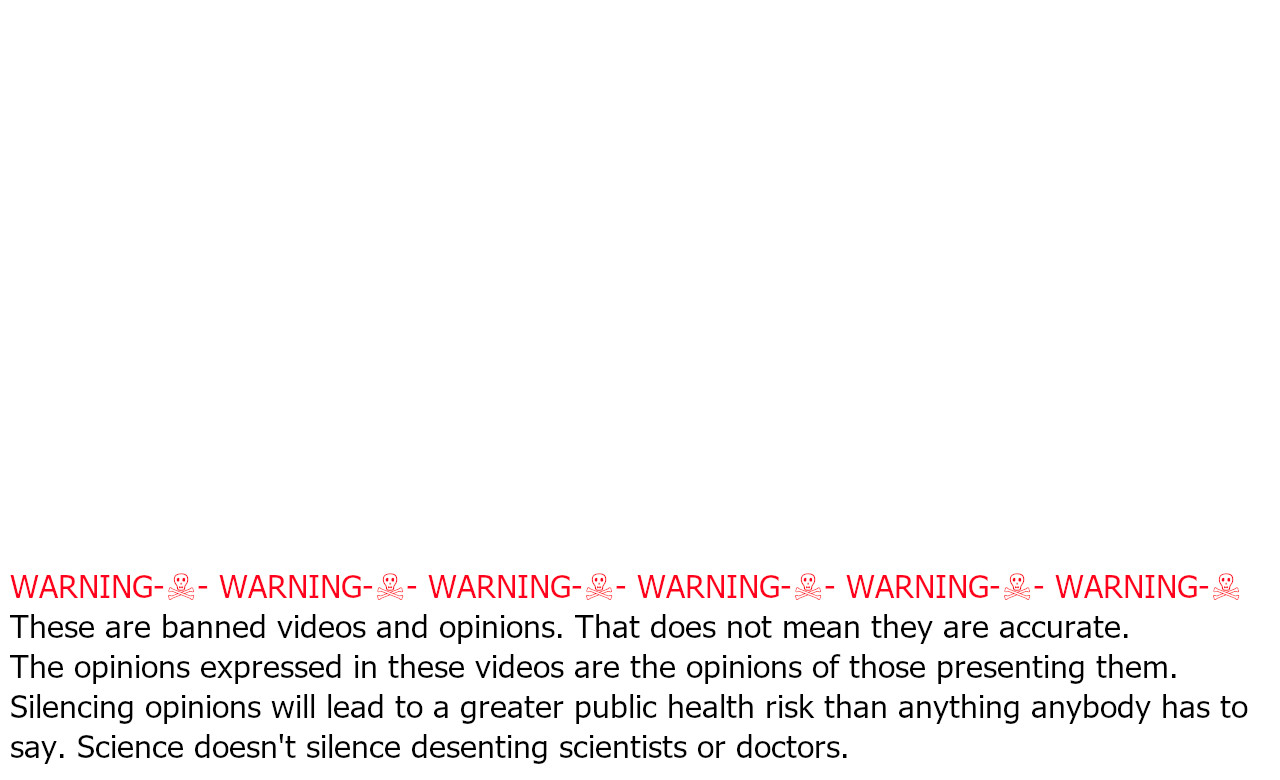 WARNING-☠- WARNING-☠- WARNING-☠- WARNING-☠- WARNING-☠- WARNING-☠
These are banned videos and opinions. That does not mean they are accurate.
The opinions expressed in these videos are the opinions of those presenting them.
Silencing opinions will lead to a greater public health risk than anything anybody has to
say. Science doesn't silence desenting scientists or doctors.